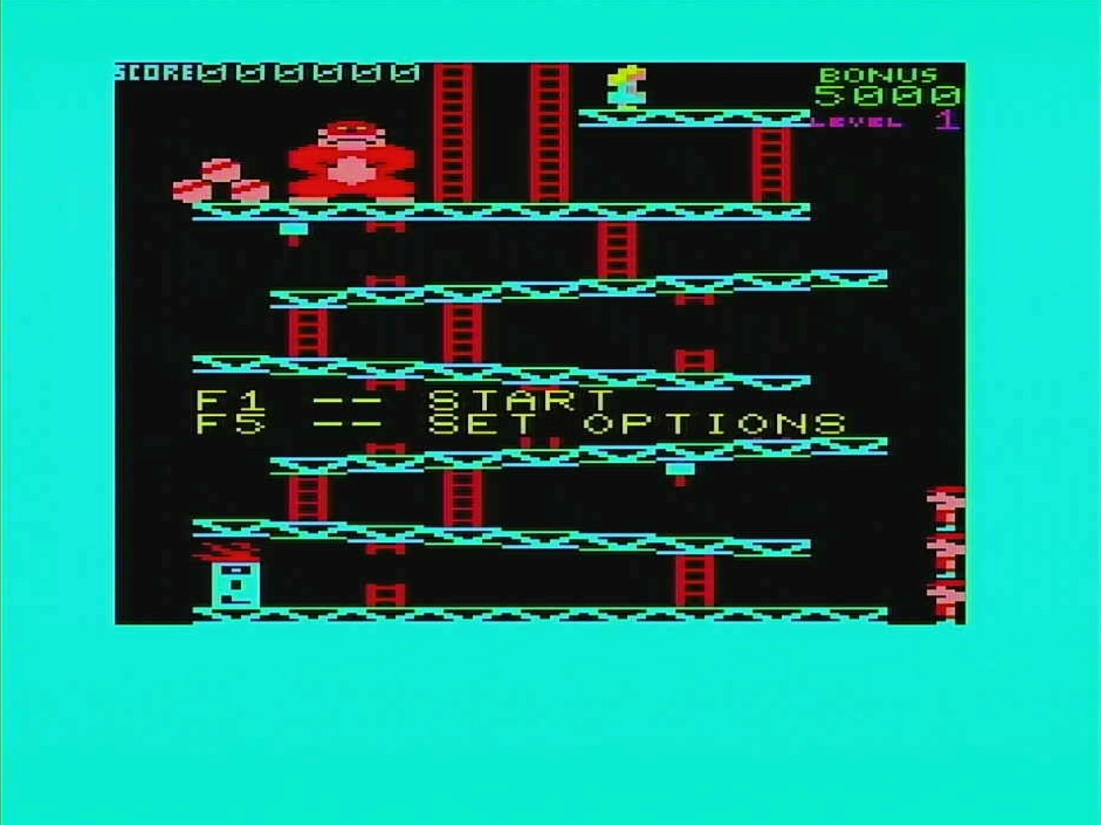 SCORE000000
BONUS
5000
LEVEL 1
F1 -- START
F5 -- SET OPTIONS